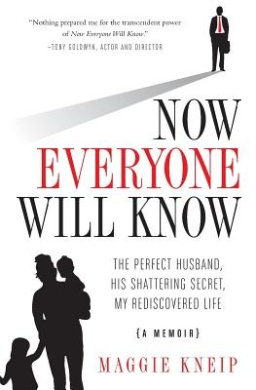 "Nothing prepared me for the transcendent power
of Now Everyone Will Know."
–TONY GOLDWYN, ACTOR AND DIRECTOR
NOW
EVERYONE
WILL KNOW
THE PERFECT HUSBAND,
HIS SHATTERING SECRET,
MY REDISCOVERED LIFE
{A MEMOIR}
MAGGIE KNEIP